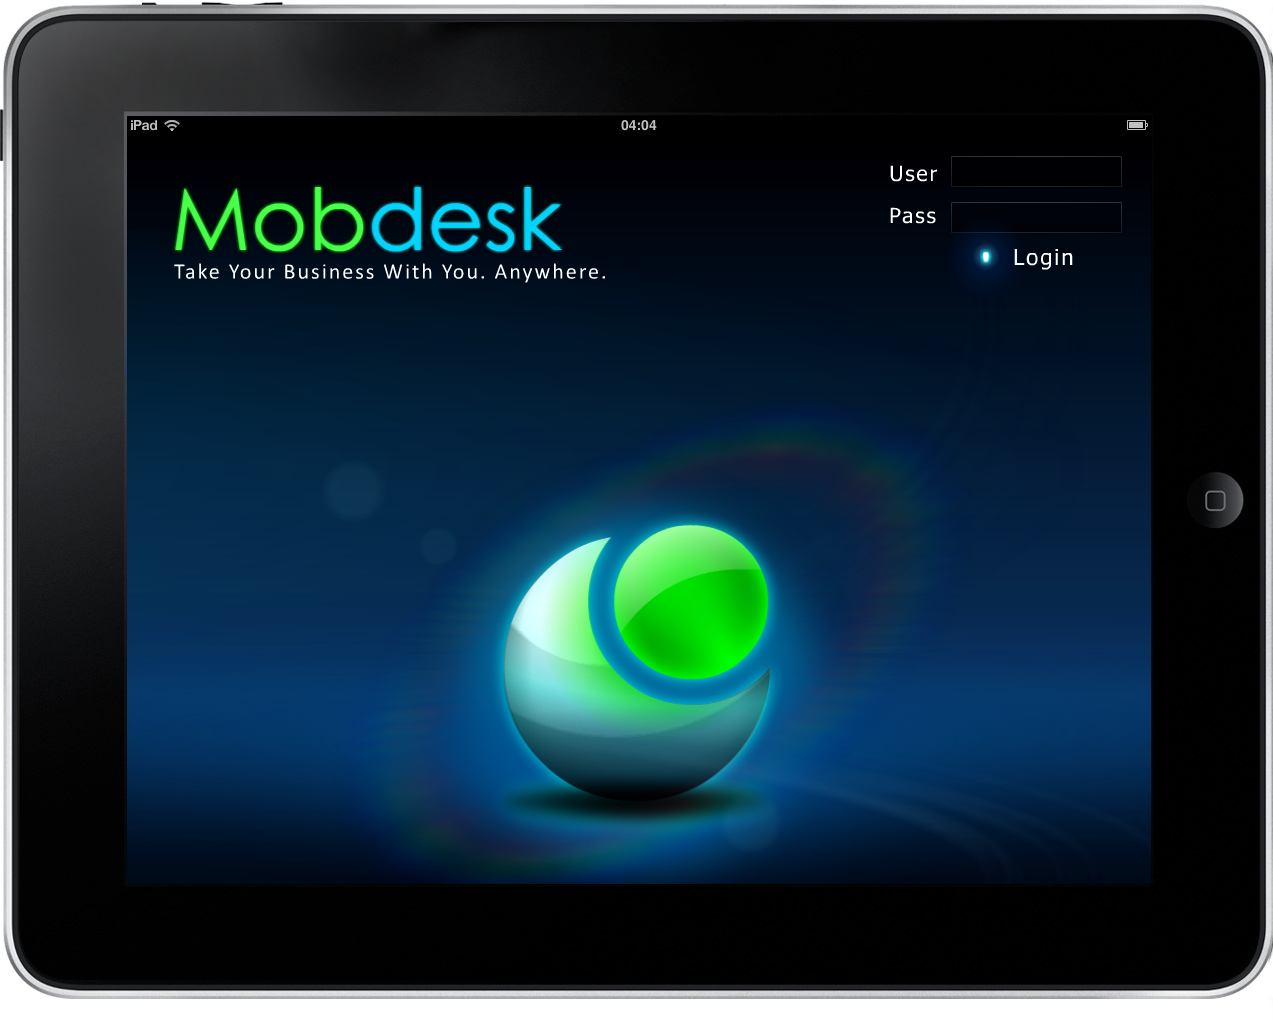 iPad 04:04
User
Pass
Login
Mobdesk
Take Your Business With You. Anywhere.